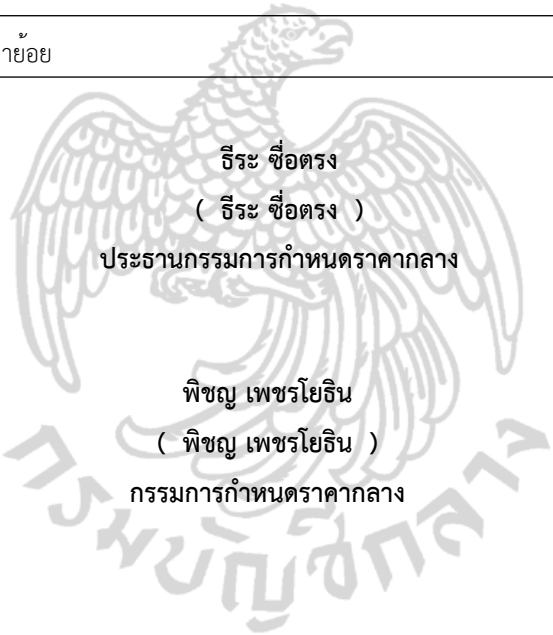 าย้อย
ธีระ ซื่อตรง
( ธีระ ซื่อตรง )
ประธานกรรมการกำหนดราคากลาง
พิชญ เพชรโยธิน
( พิชญ เพชรโยธิน )
กรรมการกำหนดราคากลาง
กรมบัญชีกลาง